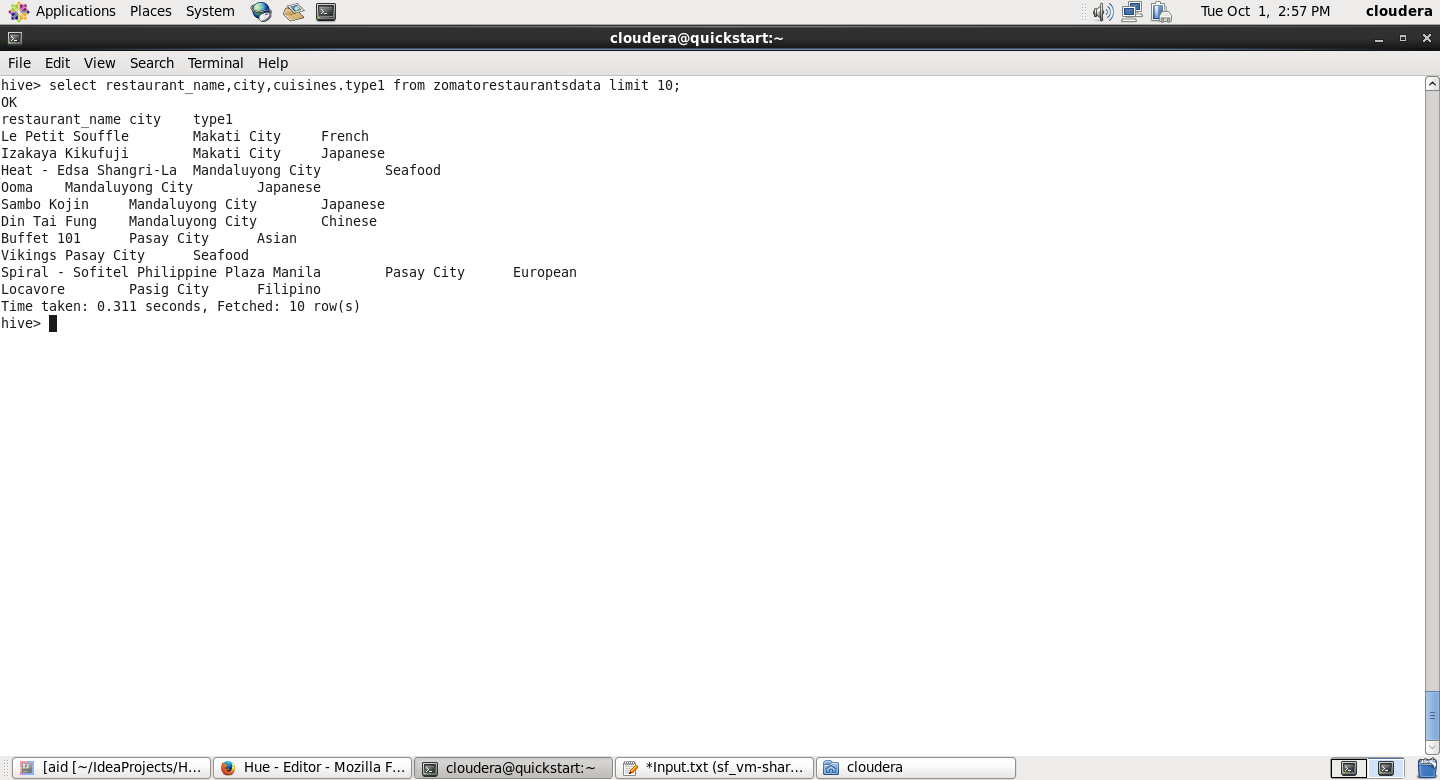 Applications Places System Tue Oct 1, 2:57 PM cloudera
cloudera@quickstart:~
File Edit View Search Terminal Help
hive> select restaurant_name,city,cuisines.type1 from zomatorestaurantsdata limit 10;
OK
restaurant_name city type1
Le Petit Souffle Makati City French
Izakaya Kikufuji Makati City Japanese
Heat - Edsa Shangri-La Mandaluyong City Seafood
Ooma Mandaluyong City Japanese
Sambo Kojin Mandaluyong City Japanese
Din Tai Fung Mandaluyong City Chinese
Buffet 101 Pasay City Asian
Vikings Pasay City Seafood
Spiral - Sofitel Philippine Plaza Manila Pasay City European
Locavore Pasig City Filipino
Time taken: 0.311 seconds, Fetched: 10 row(s)
hive>
[aid [~/IdeaProjects/H... Hue - Editor - Mozilla F... cloudera@quickstart:~ *Input.txt (sf_vm-shar... cloudera